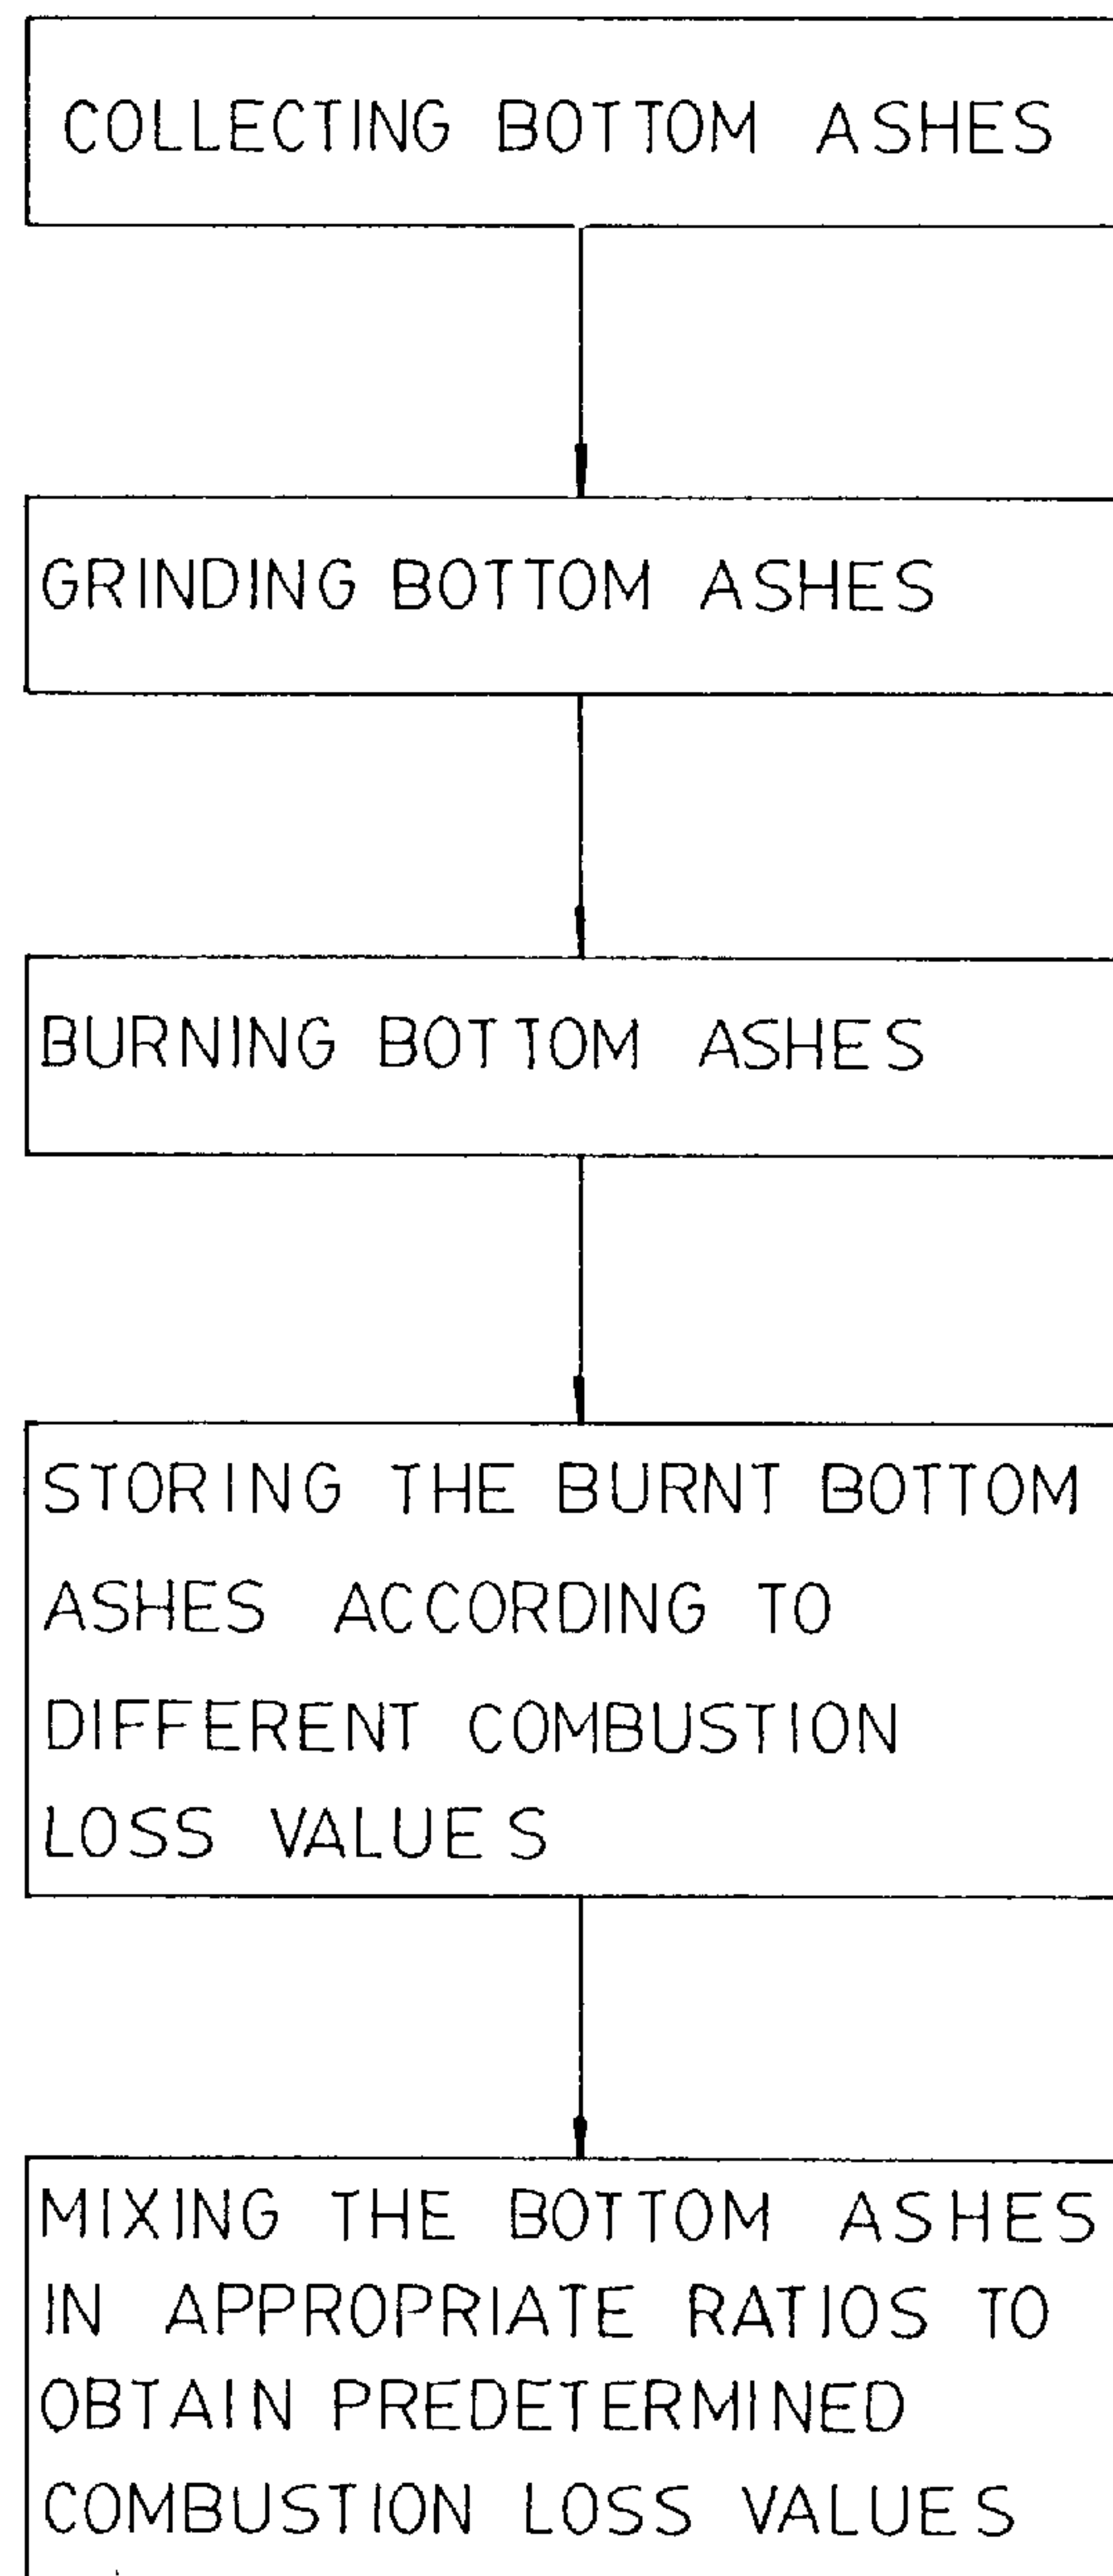 COLLECTING BOTTOM ASHES
GRINDING BOTTOM ASHES
BURNING BOTTOM ASHES
STORING THE BURNT BOTTOM
ASHES ACCORDING TO
DIFFERENT COMBUSTION
LOSS VALUES
MIXING THE BOTTOM ASHES
IN APPROPRIATE RATIOS TO
OBTAIN PREDETERMINED
COMBUSTION LOSS VALUES